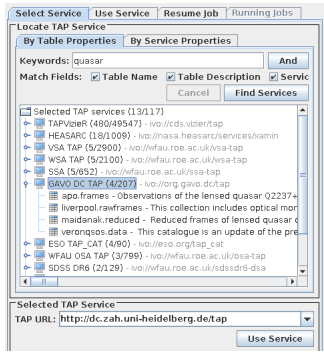 Select Service Use Service Resume Job Running Jobs
Locate TAP Service
By Table Properties By Service Properties
Keywords: quasar And
Match Fields: Table Name Table Description Servic
Cancel Find Services
Selected TAP services (13/117)
TAPVizieR (480/49547) - ivo://cds.vizier/tap
HEASARC (18/1009) - ivo://nasa.heasarc/services/xamin
VSA TAP (5/2900) - ivo://wfau.roe.ac.uk/vsa-tap
WSA TAP (5/2100) - ivo://wfau.roe.ac.uk/wsa-tap
SSA (5/652) - ivo://wfau.roe.ac.uk/ssa-tap
GAVO DC TAP (4/207) - ivo://org.gavo.dc/tap
apo.frames - Observations of the lensed quasar Q2237+
liverpool.rawframes - This collection includes optical mor
maidanak.reduced - Reduced frames of lensed quasar c
veronqsos.data - This catalogue is an update of the pre
ESO TAP_CAT (4/90) - ivo://eso.org/tap_cat
WFAU OSA TAP (3/799) - ivo://wfau.roe.ac.uk/osa-tap
SDSS DR6 (2/129) - ivo://wfau.roe.ac.uk/sdssdr6-dsa
Selected TAP Service
TAP URL: http://dc.zah.uni-heidelberg.de/tap
Use Service